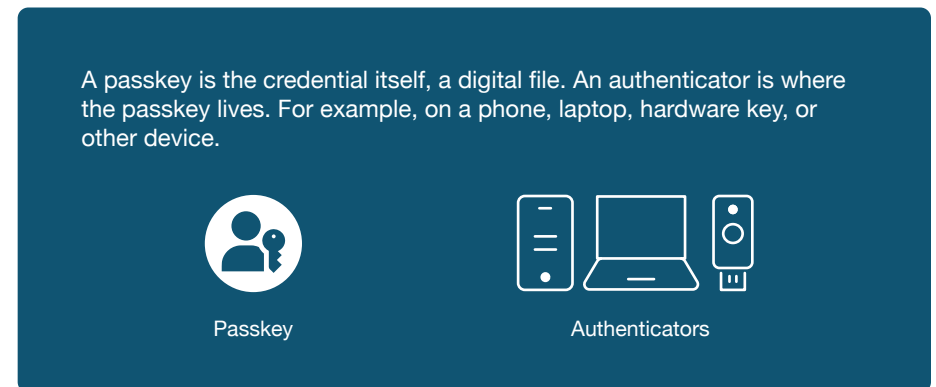 A passkey is the credential itself, a digital file. An authenticator is where
the passkey lives. For example, on a phone, laptop, hardware key, or
other device.
Passkey
Authenticators